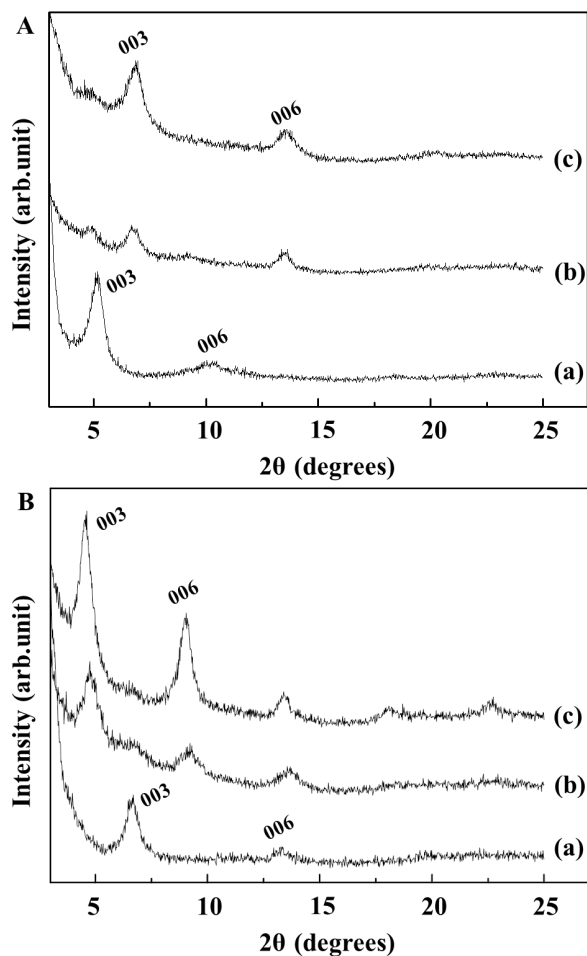 A
003
006
(c)
(b)
003
006
(a)
Intensity (arb.unit)
5 10 15 20 25
2θ (degrees)
B
003
006
(c)
(b)
003
006
(a)
Intensity (arb.unit)
5 10 15 20 25
2θ (degrees)